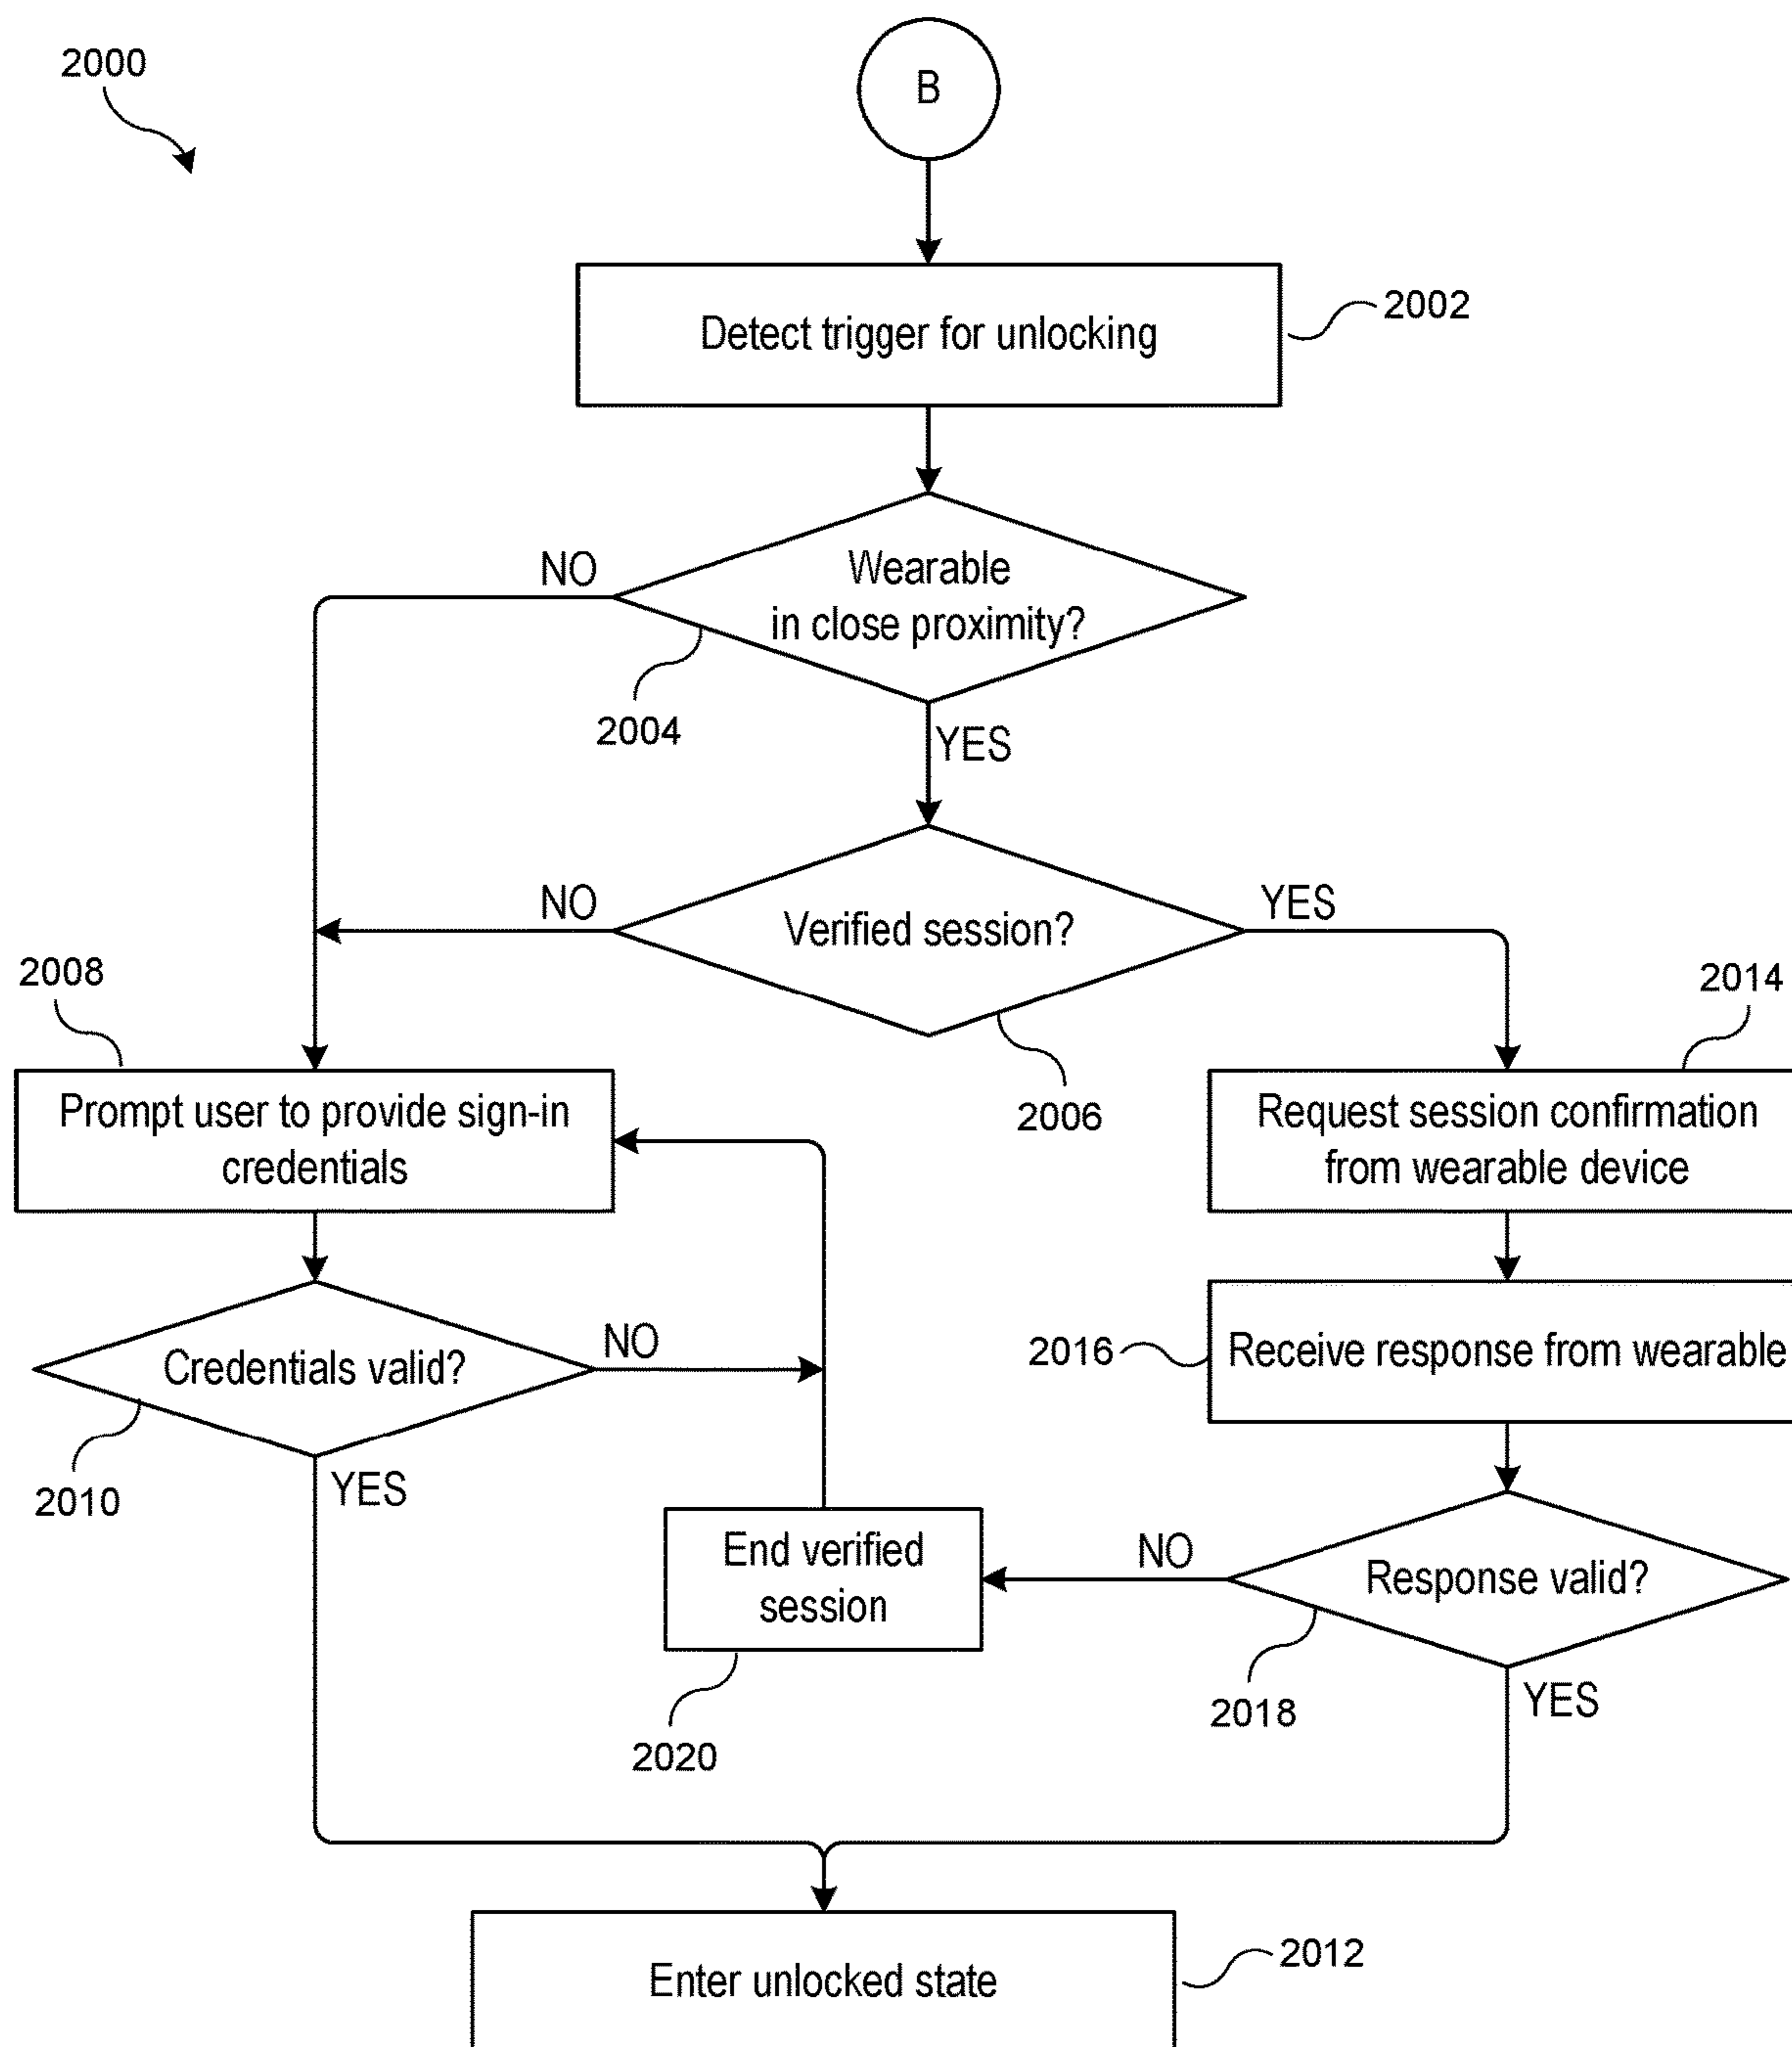 2000
B
Detect trigger for unlocking
2002
NO
Wearable
in close proximity?
2004
YES
NO
Verified session?
YES
2006
2008
Prompt user to provide sign-in
credentials
2014
Request session confirmation
from wearable device
2016
Receive response from wearable
Credentials valid?
NO
2010
YES
End verified
session
2020
NO
Response valid?
2018
YES
Enter unlocked state
2012